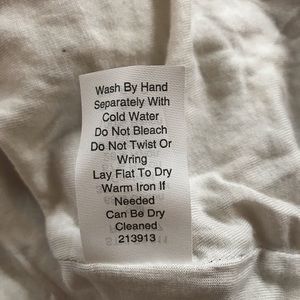 Wash By Hand
Separately With
Cold Water
Do Not Bleach
Do Not Twist Or
Wring
Lay Flat To Dry
Warm Iron If
Needed
Can Be Dry
Cleaned
213913